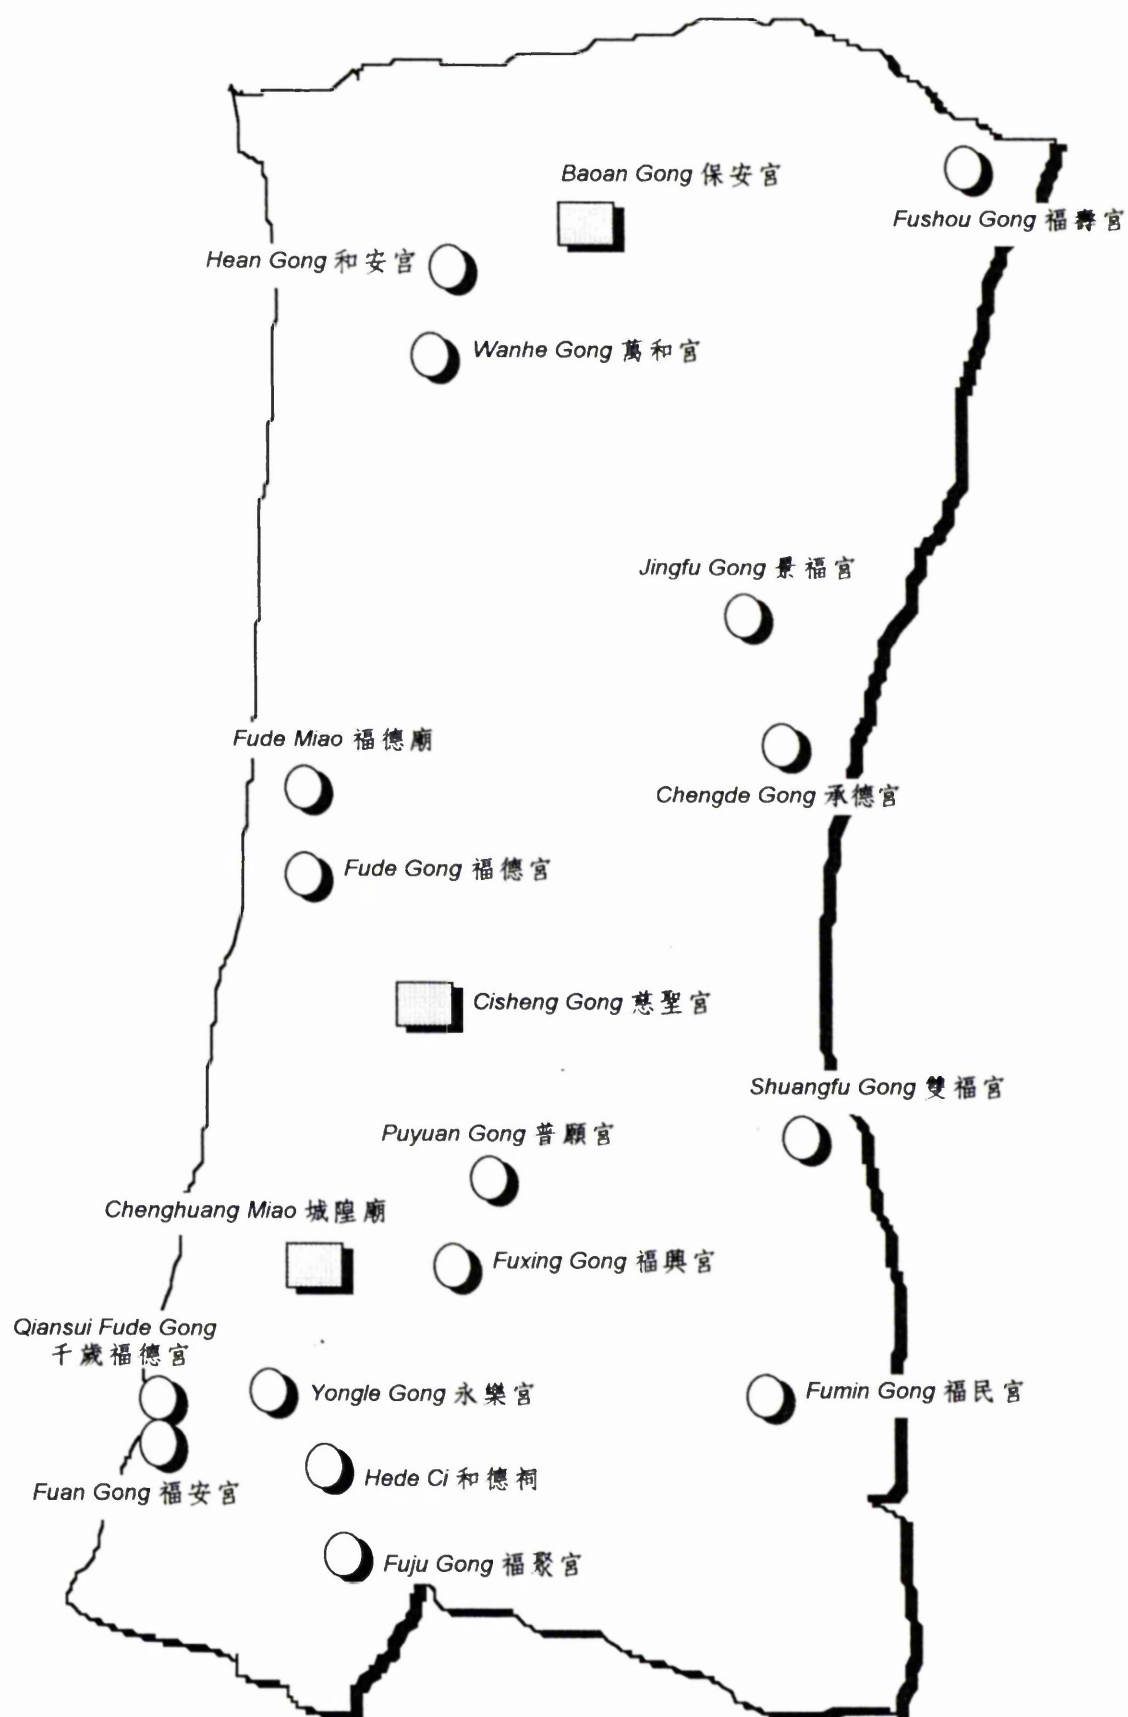 Baoan Gong 保安宮
Fushou Gong 福壽宮
Hean Gong 和安宮
Wanhe Gong 萬和宮
Jingfu Gong 景福宮
Fude Miao 福德廟
Chengde Gong 承德宮
Fude Gong 福德宮
Cisheng Gong 慈聖宮
Shuangfu Gong 雙福宮
Puyuan Gong 普願宮
Chenghuang Miao 城隍廟
Fuxing Gong 福興宮
Qiansui Fude Gong
千歲福德宮
Yongle Gong 永樂宮
Fumin Gong 福民宮
Hede Ci 和德祠
Fuan Gong 福安宮
Fuju Gong 福聚宮